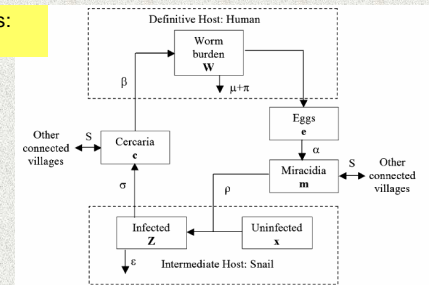 s:
Definitive Host: Human
Worm
burden
W
β
μ+π
Eggs
e
α
Other
connected
villages
S
Cercaria
c
Miracidia
m
S
Other
connected
villages
σ
ρ
Infected
Z
Uninfected
x
ε
Intermediate Host: Snail